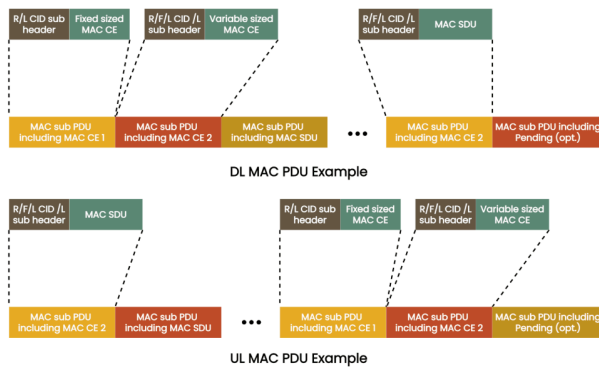 R/L CID sub header
Fixed sized MAC CE
R/F/L CID /L sub header
Variable sized MAC CE
R/F/L CID /L sub header
MAC SDU
MAC sub PDU including MAC CE 1
MAC sub PDU including MAC CE 2
MAC sub PDU including MAC SDU
MAC sub PDU including MAC CE 2
MAC sub PDU including Pending (opt.)
DL MAC PDU Example
R/F/L CID /L sub header
MAC SDU
R/L CID sub header
Fixed sized MAC CE
R/F/L CID /L sub header
Variable sized MAC CE
MAC sub PDU including MAC CE 2
MAC sub PDU including MAC SDU
MAC sub PDU including MAC CE 1
MAC sub PDU including MAC CE 2
MAC sub PDU including Pending (opt.)
UL MAC PDU Example